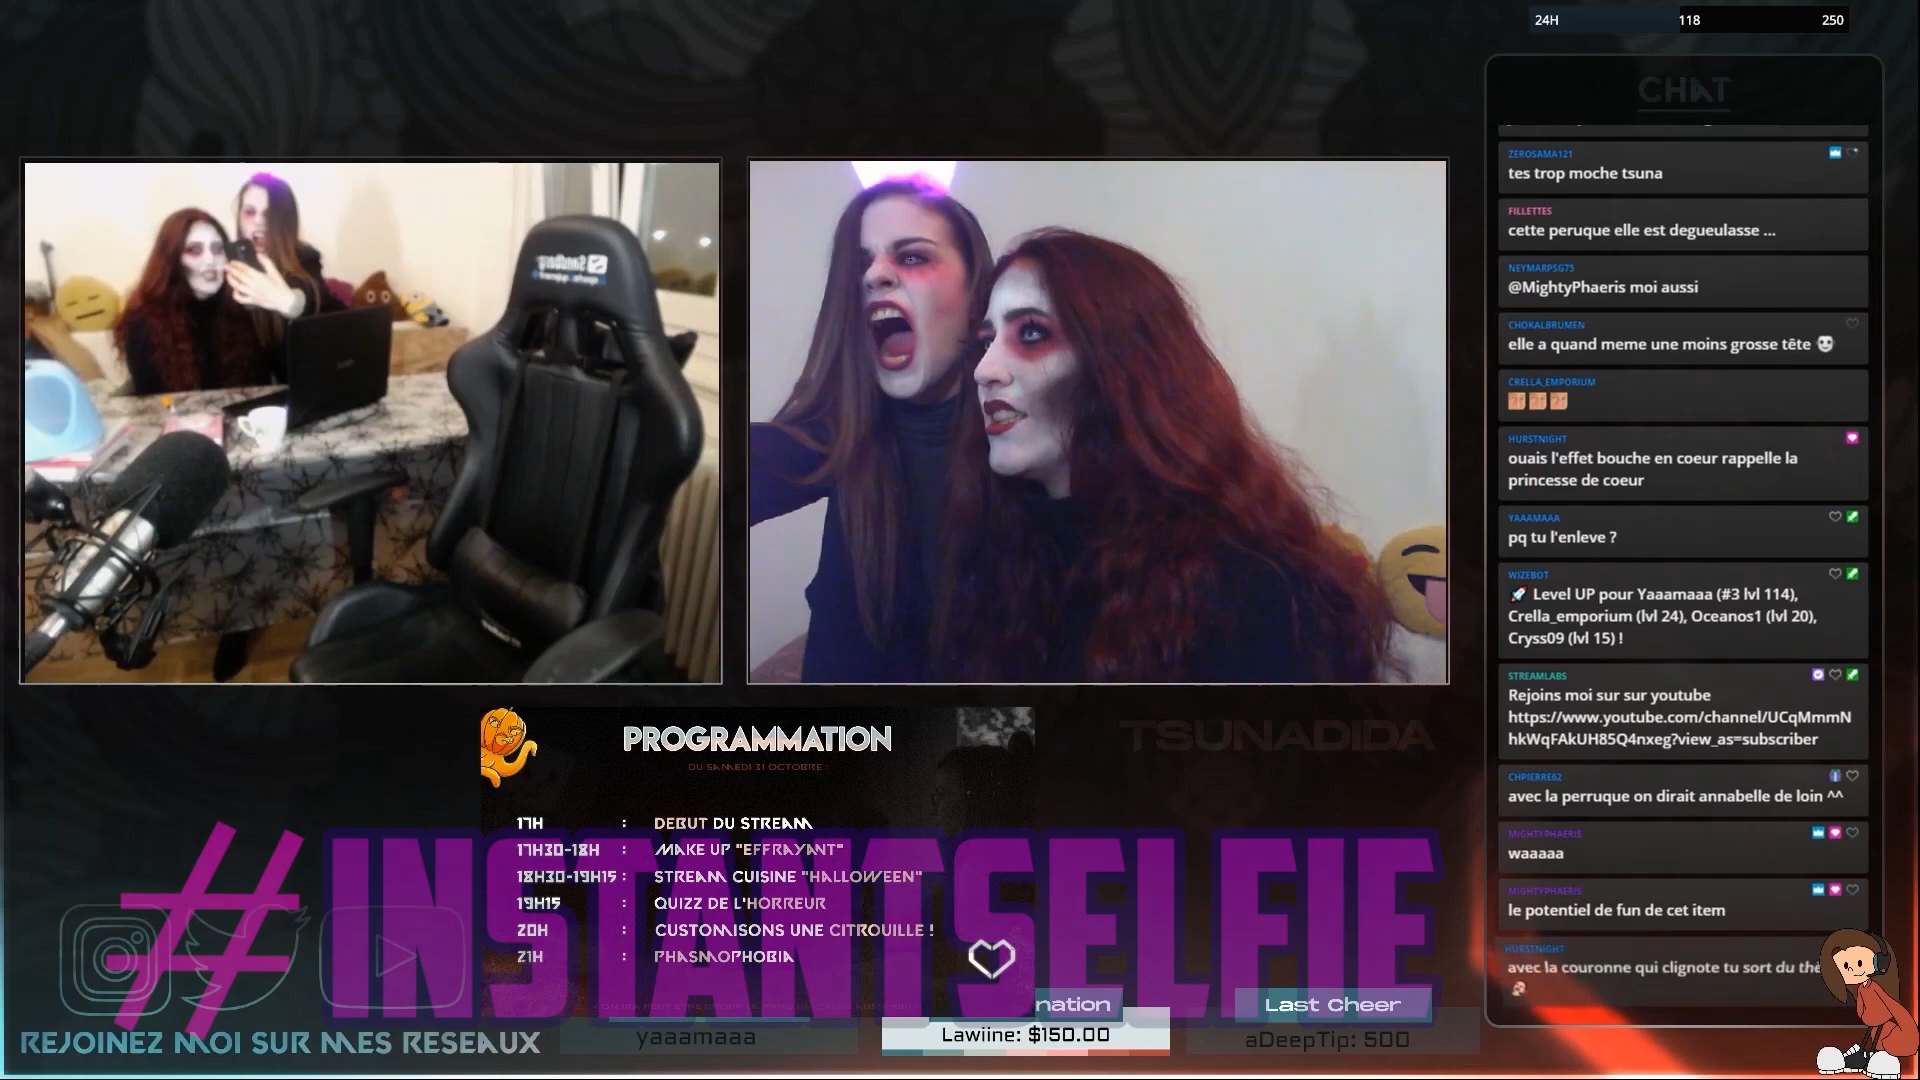 24H 118 250
CHAT
ZEROSAMA121
tes trop moche tsuna
FILLETTES
cette peruque elle est degueulasse ...
NEYMARPSG75
@MightyPhaeris moi aussi
CHOKALBRUMEN
elle a quand meme une moins grosse tête
CRELLA_EMPORIUM
HURSTNIGHT
ouais l'effet bouche en coeur rappelle la
princesse de coeur
YAAAMAAA
pq tu l'enleve ?
WIZEBOT
Level UP pour Yaaamaaa (#3 lvl 114),
Crella_emporium (lvl 24), Oceanos1 (lvl 20),
Cryss09 (lvl 15) !
STREAMLABS
Rejoins moi sur sur youtube
https://www.youtube.com/channel/UCqMmmN
hkWqFAkUH85Q4nxeg?view_as=subscriber
CHPIERRE62
avec la perruque on dirait annabelle de loin ^^
MIGHTYPHAERIS
waaaaa
MIGHTYPHAERIS
le potentiel de fun de cet item
HURSTNIGHT
avec la couronne qui clignote tu sort du
PROGRAMMATION
DU SAMEDI 31 OCTOBRE :
17H : DEBUT DU STREAM
17H30-18H : MAKE UP "EFFRAYANT"
18H30-19H15 : STREAM CUISINE "HALLOWEEN"
19H15 : QUIZZ DE L'HORREUR
20H : CUSTOMISONS UNE CITROUILLE !
21H : PHASMOPHOBIA
TSUNADIDA
#INSTANTSELFIE
REJOINEZ MOI SUR MES RESEAUX
yaaamaaa
nation
Lawiine: $150.00
Last Cheer
aDeepTip: 500